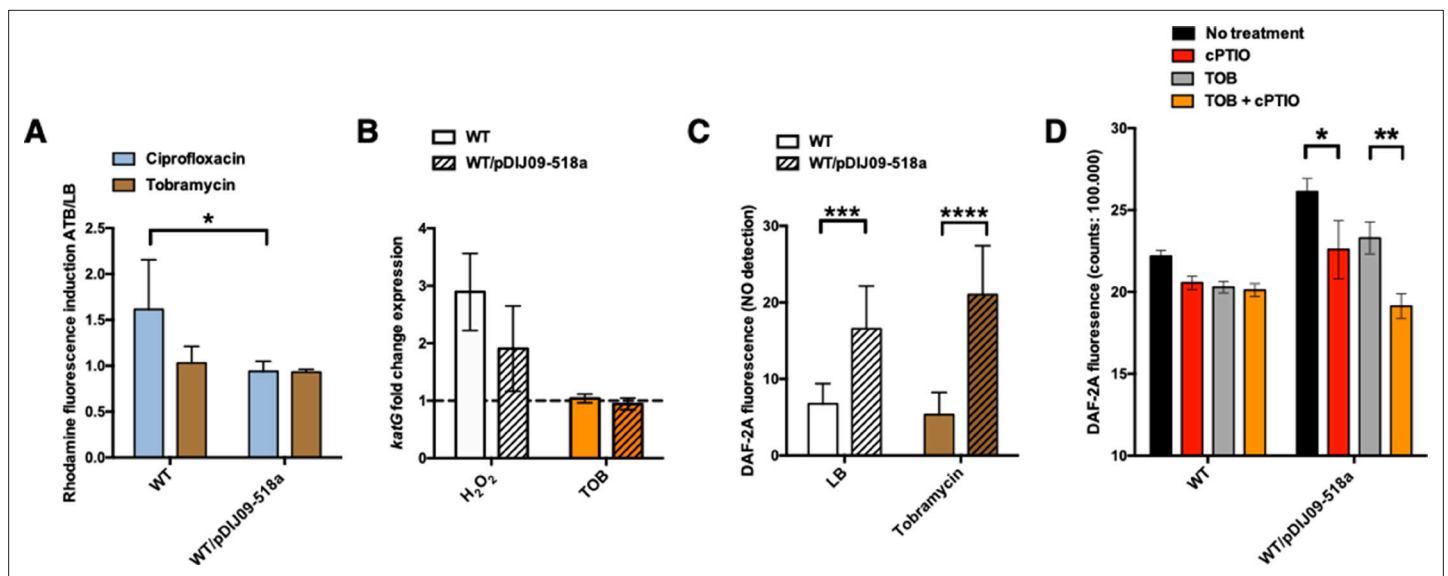 A
Ciprofloxacin
Tobramycin
Rhodamine fluorescence induction ATB/LB
2.5
2.0
1.5
1.0
0.5
0.0
*
WT
WT/pDIJ09-518a
B
WT
WT/pDIJ09-518a
katG fold change expression
4
3
2
1
0
H2O2
TOB
C
WT
WT/pDIJ09-518a
DAF-2A fluorescence (NO detection)
30
20
10
0
***
****
LB
Tobramycin
No treatment
cPTIO
TOB
TOB + cPTIO
D
DAF-2A fluoresence (counts: 100.000)
30
25
20
15
10
*
**
WT
WT/pDIJ09-518a